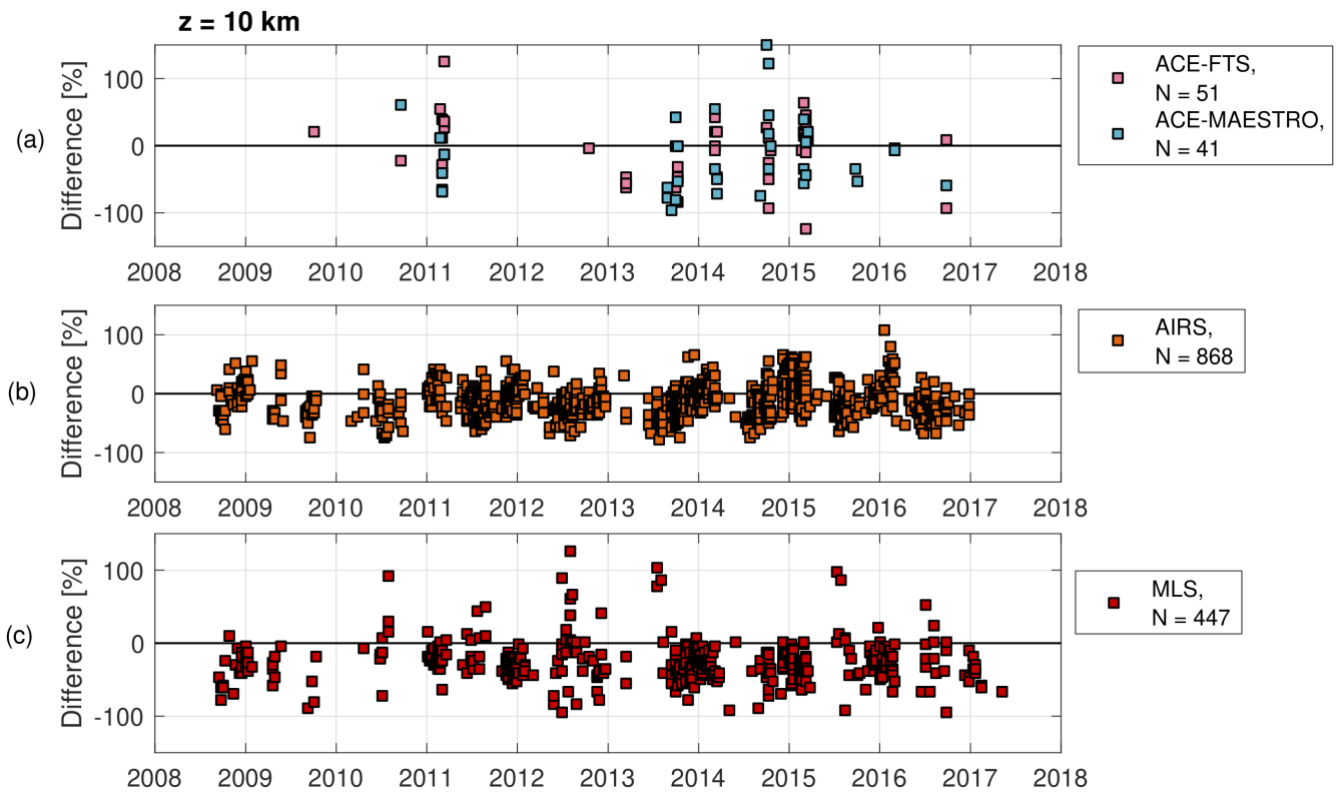 z = 10 km
(a)
Difference [%]
100
0
-100
2008 2009 2010 2011 2012 2013 2014 2015 2016 2017 2018
ACE-FTS,
N = 51
ACE-MAESTRO,
N = 41
(b)
Difference [%]
100
0
-100
2008 2009 2010 2011 2012 2013 2014 2015 2016 2017 2018
AIRS,
N = 868
(c)
Difference [%]
100
0
-100
2008 2009 2010 2011 2012 2013 2014 2015 2016 2017 2018
MLS,
N = 447